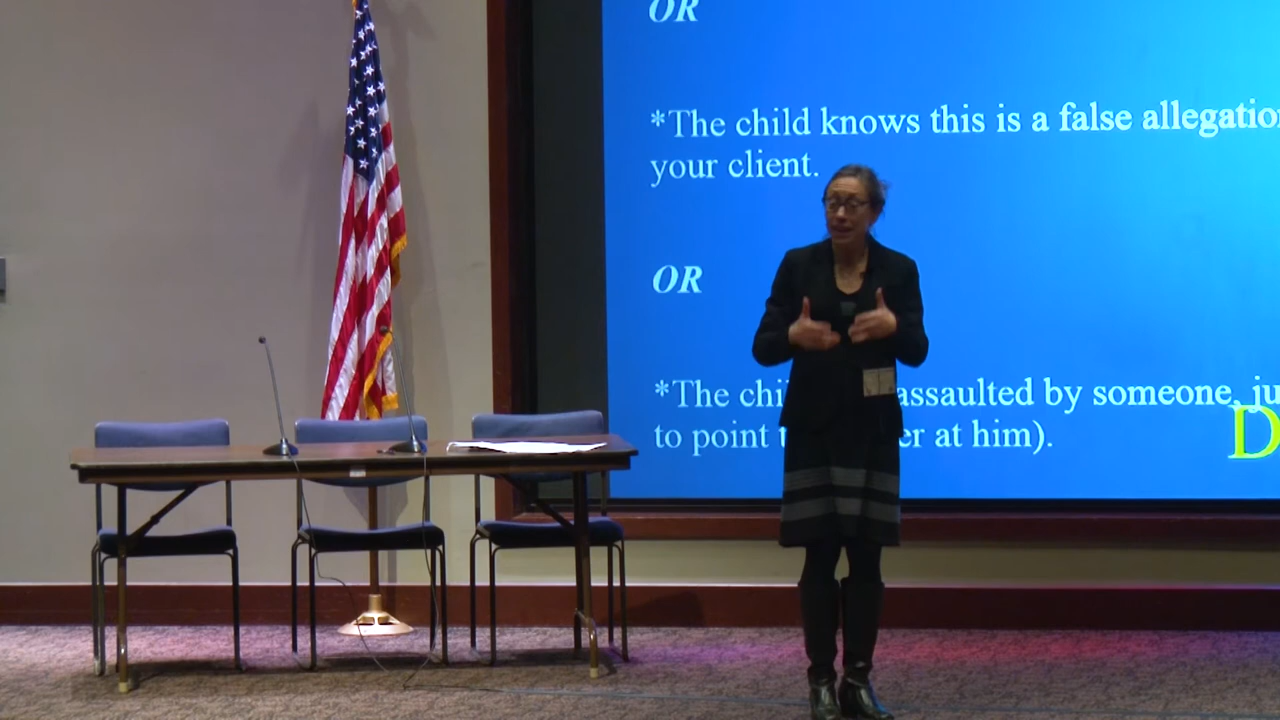 OR
*The child knows this is a false allegatio
your client.
OR
*The chi assaulted by someone, ju
to point t er at him).
D